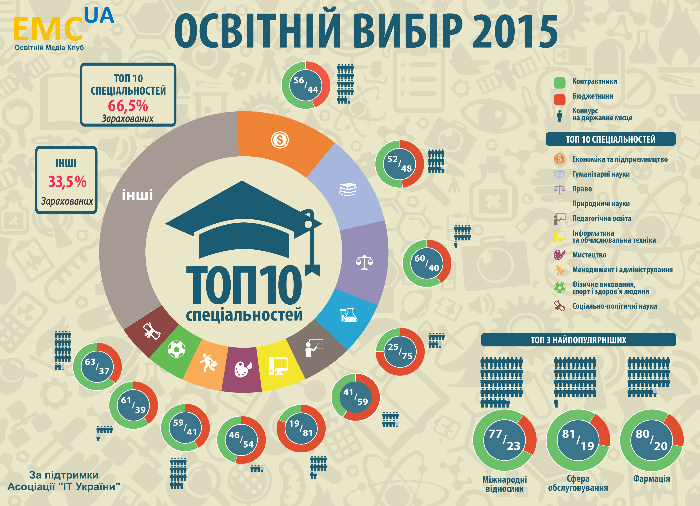 EMCUA
Освітній Медіа Клуб
ОСВІТНІЙ ВИБІР 2015
ТОП 10
СПЕЦІАЛЬНОСТЕЙ
66,5%
Зарахованих
ІНШІ
33,5%
Зарахованих
інші
ТОП10
спеціальностей
56/44
52/48
60/40
25/75
41/59
19/81
46/54
59/41
61/39
63/37
Контрактники
Бюджетники
Конкурс
на державне місце
ТОП 10 СПЕЦІАЛЬНОСТЕЙ
Економіка та підприємництво
Гуманітарні науки
Право
Природничі науки
Педагогічна освіта
Інформатика
та обчислювальна техніка
Мистецтво
Менеджмент і адміністрування
Фізичне виховання,
спорт і здоров'я людини
Соціально-політичні науки
ТОП 3 НАЙПОПУЛЯРНІШИХ
77/23
81/19
80/20
Міжнародні
відносини
Сфера
обслуговування
Фармація
За підтримки
Асоціації "ІТ України"